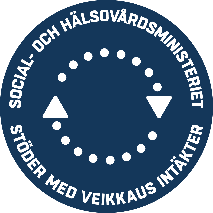 SOCIAL- OCH HÄLSOVÅRDSMINISTERIET
STÖDER MED VEIKKAUS INTÄKTER